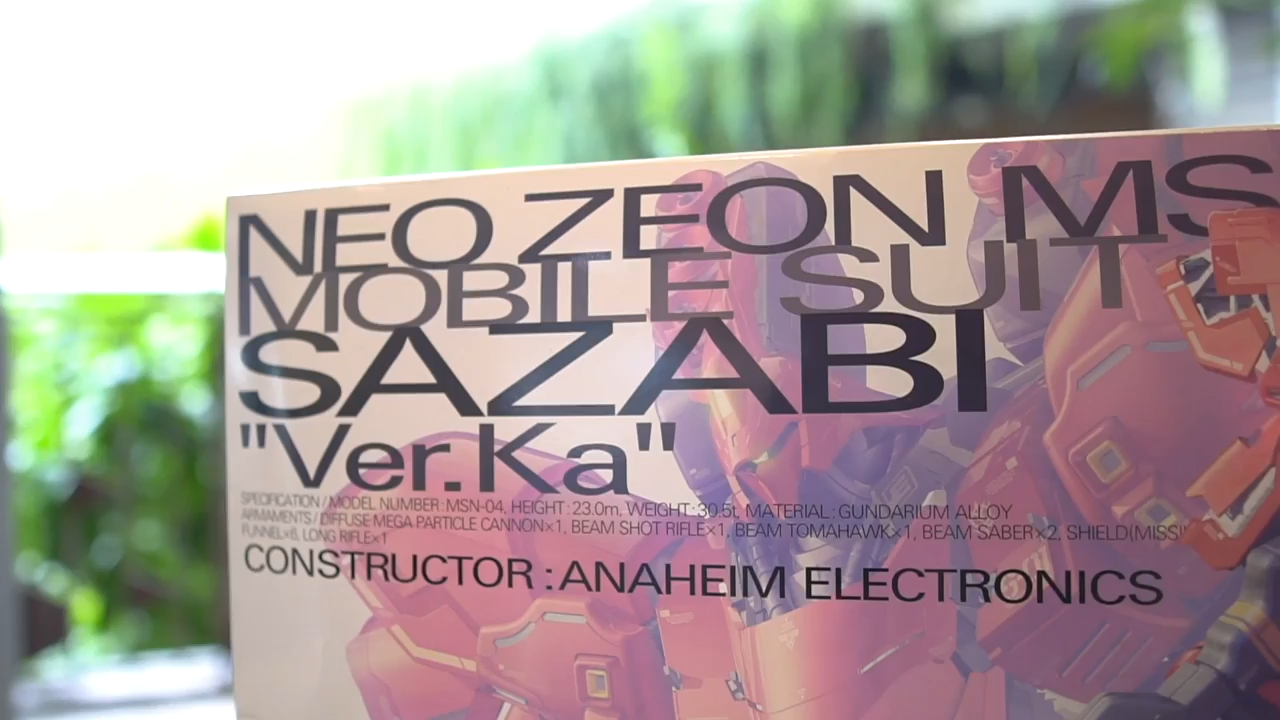 NEO ZEON MS
MOBILE SUIT
SAZABI
"Ver.Ka"
SPECIFICATION / MODEL NUMBER : MSN-04, HEIGHT : 23.0m, WEIGHT : 30.5t, MATERIAL : GUNDARIUM ALLOY
ARMAMENTS / DIFFUSE MEGA PARTICLE CANNON×1, BEAM SHOT RIFLE×1, BEAM TOMAHAWK×1, BEAM SABER×2, SHIELD(MISSI
FUNNEL×6, LONG RIFLE×1
CONSTRUCTOR : ANAHEIM ELECTRONICS